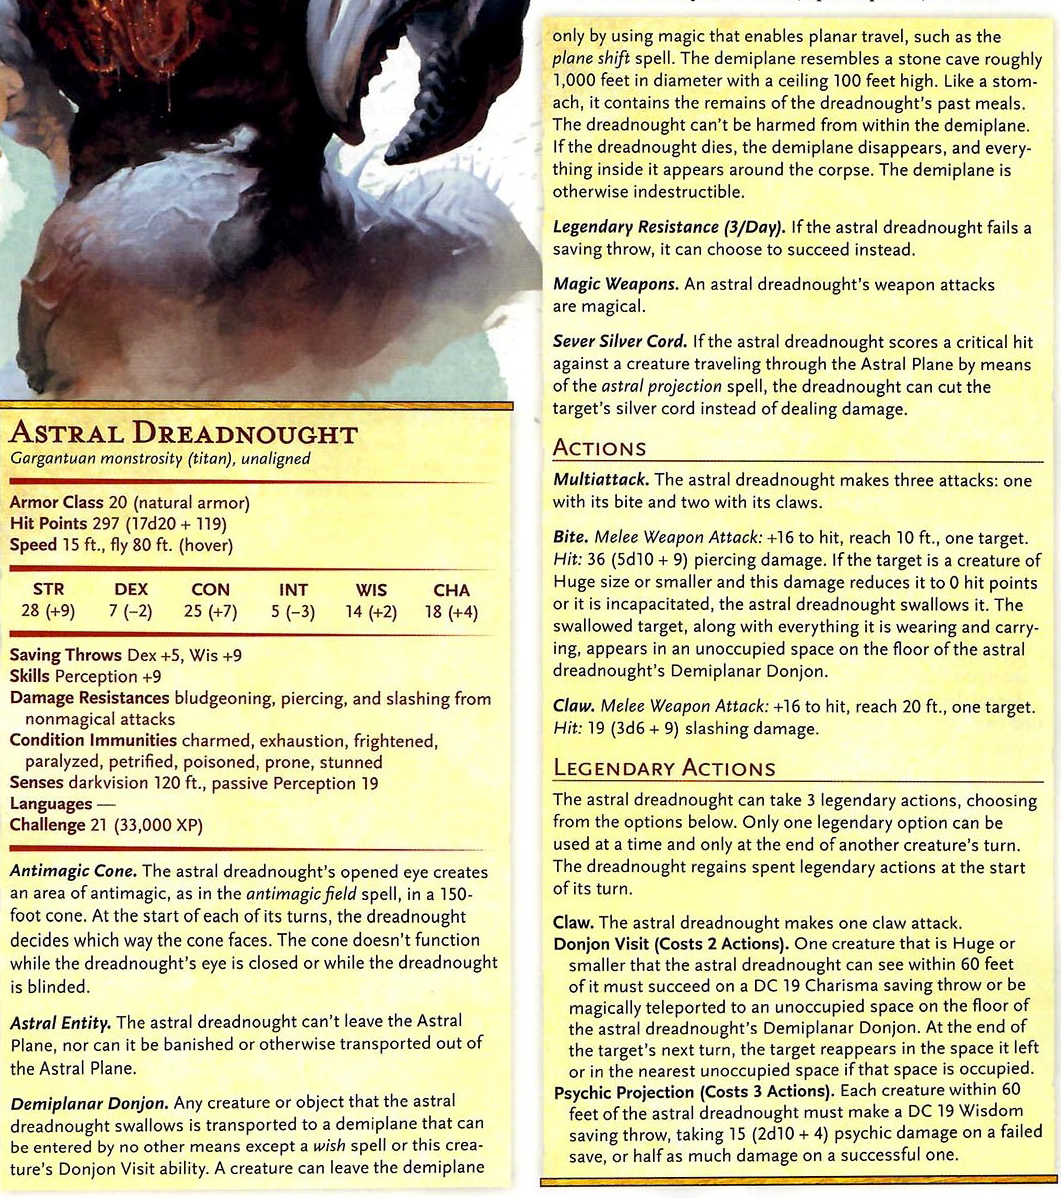 ASTRAL DREADNOUGHT
Gargantuan monstrosity (titan), unaligned
Armor Class 20 (natural armor)
Hit Points 297 (17d20 + 119)
Speed 15 ft., fly 80 ft. (hover)
STR DEX CON INT WIS CHA
28 (+9) 7 (−2) 25 (+7) 5 (−3) 14 (+2) 18 (+4)
Saving Throws Dex +5, Wis +9
Skills Perception +9
Damage Resistances bludgeoning, piercing, and slashing from
nonmagical attacks
Condition Immunities charmed, exhaustion, frightened,
paralyzed, petrified, poisoned, prone, stunned
Senses darkvision 120 ft., passive Perception 19
Languages —
Challenge 21 (33,000 XP)
Antimagic Cone. The astral dreadnought's opened eye creates
an area of antimagic, as in the antimagic field spell, in a 150-
foot cone. At the start of each of its turns, the dreadnought
decides which way the cone faces. The cone doesn't function
while the dreadnought's eye is closed or while the dreadnought
is blinded.
Astral Entity. The astral dreadnought can't leave the Astral
Plane, nor can it be banished or otherwise transported out of
the Astral Plane.
Demiplanar Donjon. Any creature or object that the astral
dreadnought swallows is transported to a demiplane that can
be entered by no other means except a wish spell or this crea-
ture's Donjon Visit ability. A creature can leave the demiplane
only by using magic that enables planar travel, such as the
plane shift spell. The demiplane resembles a stone cave roughly
1,000 feet in diameter with a ceiling 100 feet high. Like a stom-
ach, it contains the remains of the dreadnought's past meals.
The dreadnought can't be harmed from within the demiplane.
If the dreadnought dies, the demiplane disappears, and every-
thing inside it appears around the corpse. The demiplane is
otherwise indestructible.
Legendary Resistance (3/Day). If the astral dreadnought fails a
saving throw, it can choose to succeed instead.
Magic Weapons. An astral dreadnought's weapon attacks
are magical.
Sever Silver Cord. If the astral dreadnought scores a critical hit
against a creature traveling through the Astral Plane by means
of the astral projection spell, the dreadnought can cut the
target's silver cord instead of dealing damage.
ACTIONS
Multiattack. The astral dreadnought makes three attacks: one
with its bite and two with its claws.
Bite. Melee Weapon Attack: +16 to hit, reach 10 ft., one target.
Hit: 36 (5d10 + 9) piercing damage. If the target is a creature of
Huge size or smaller and this damage reduces it to 0 hit points
or it is incapacitated, the astral dreadnought swallows it. The
swallowed target, along with everything it is wearing and carry-
ing, appears in an unoccupied space on the floor of the astral
dreadnought's Demiplanar Donjon.
Claw. Melee Weapon Attack: +16 to hit, reach 20 ft., one target.
Hit: 19 (3d6 + 9) slashing damage.
LEGENDARY ACTIONS
The astral dreadnought can take 3 legendary actions, choosing
from the options below. Only one legendary option can be
used at a time and only at the end of another creature's turn.
The dreadnought regains spent legendary actions at the start
of its turn.
Claw. The astral dreadnought makes one claw attack.
Donjon Visit (Costs 2 Actions). One creature that is Huge or
smaller that the astral dreadnought can see within 60 feet
of it must succeed on a DC 19 Charisma saving throw or be
magically teleported to an unoccupied space on the floor of
the astral dreadnought's Demiplanar Donjon. At the end of
the target's next turn, the target reappears in the space it left
or in the nearest unoccupied space if that space is occupied.
Psychic Projection (Costs 3 Actions). Each creature within 60
feet of the astral dreadnought must make a DC 19 Wisdom
saving throw, taking 15 (2d10 + 4) psychic damage on a failed
save, or half as much damage on a successful one.